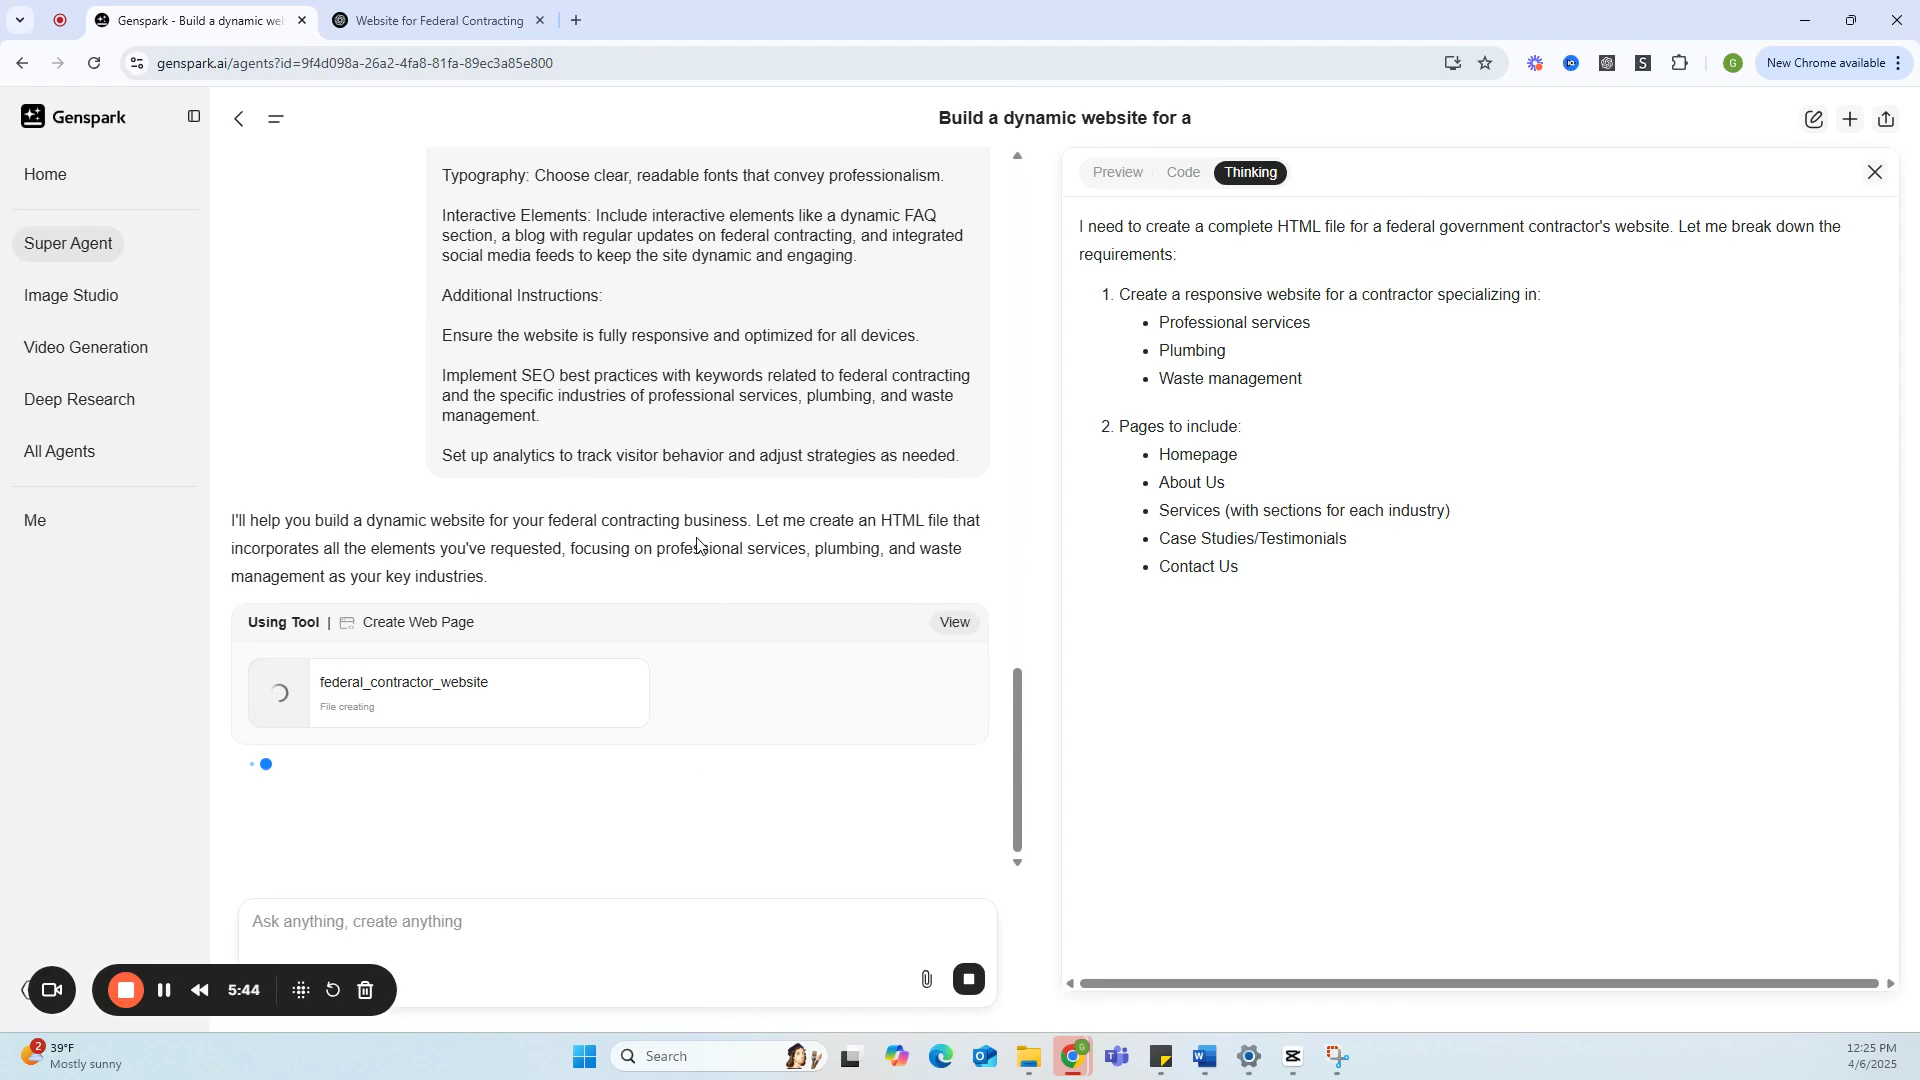 Genspark - Build a dynamic we
Website for Federal Contracting
genspark.ai/agents?id=9f4d098a-26a2-4fa8-81fa-89ec3a85e800
G
New Chrome available
Genspark
Home
Super Agent
Image Studio
Video Generation
Deep Research
All Agents
Me
Build a dynamic website for a
Typography: Choose clear, readable fonts that convey professionalism.
Interactive Elements: Include interactive elements like a dynamic FAQ
section, a blog with regular updates on federal contracting, and integrated
social media feeds to keep the site dynamic and engaging.
Additional Instructions:
Ensure the website is fully responsive and optimized for all devices.
Implement SEO best practices with keywords related to federal contracting
and the specific industries of professional services, plumbing, and waste
management.
Set up analytics to track visitor behavior and adjust strategies as needed.
I'll help you build a dynamic website for your federal contracting business. Let me create an HTML file that
incorporates all the elements you've requested, focusing on professional services, plumbing, and waste
management as your key industries.
Using Tool | Create Web Page
View
federal_contractor_website
File creating
Ask anything, create anything
5:44
Preview
Code
Thinking
I need to create a complete HTML file for a federal government contractor's website. Let me break down the
requirements:
1. Create a responsive website for a contractor specializing in:
• Professional services
• Plumbing
• Waste management
2. Pages to include:
• Homepage
• About Us
• Services (with sections for each industry)
• Case Studies/Testimonials
• Contact Us
2
39°F
Mostly sunny
Search
12:25 PM
4/6/2025